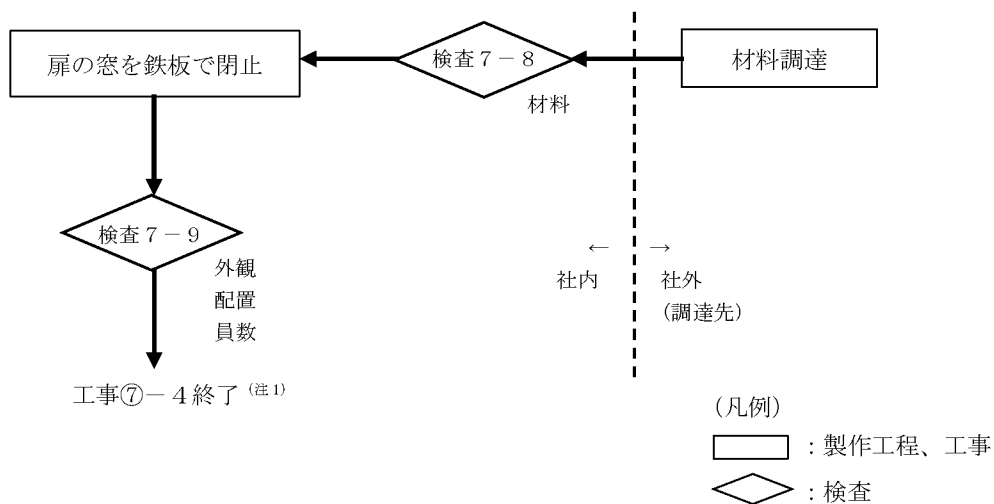 扉の窓を鉄板で閉止
検査７－８
材料
材料調達
検査７－９
外観
配置
員数
← →
社内 社外
(調達先)
工事⑦－４終了 (注1)
(凡例)
：製作工程、工事
：検査